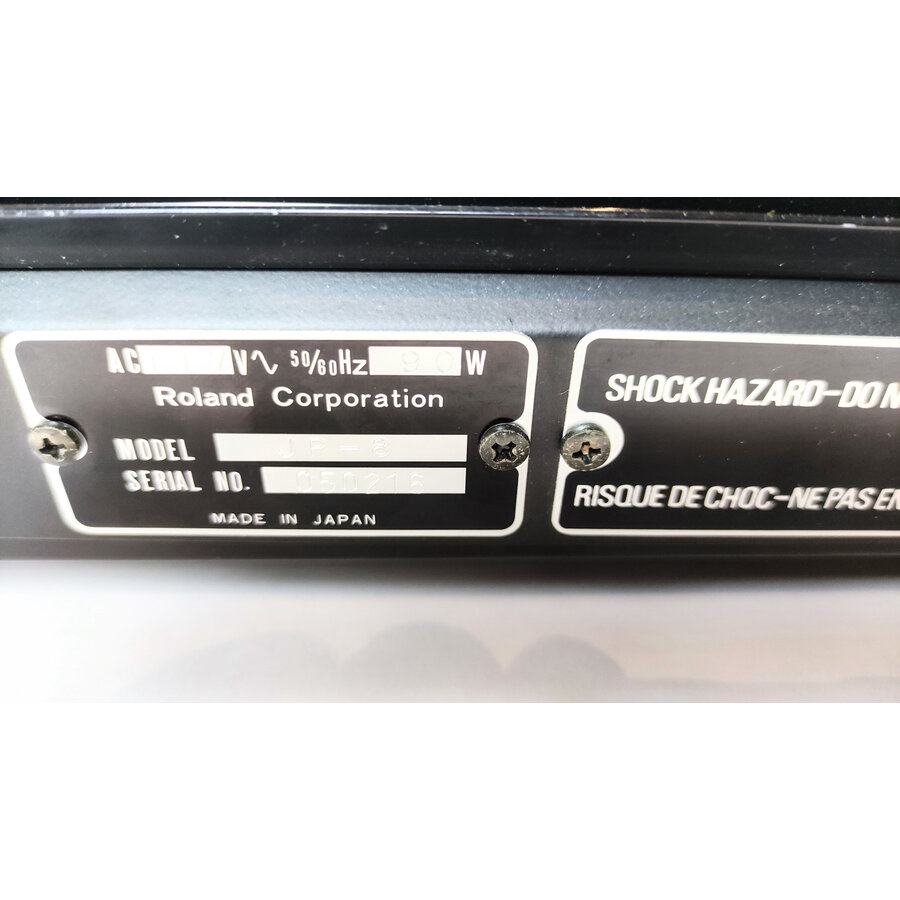 AC 117 V∿ 50/60Hz 90 W
Roland Corporation
MODEL JP-8
SERIAL NO. 050216
MADE IN JAPAN
SHOCK HAZARD-DO
RISQUE DE CHOC-NE PAS